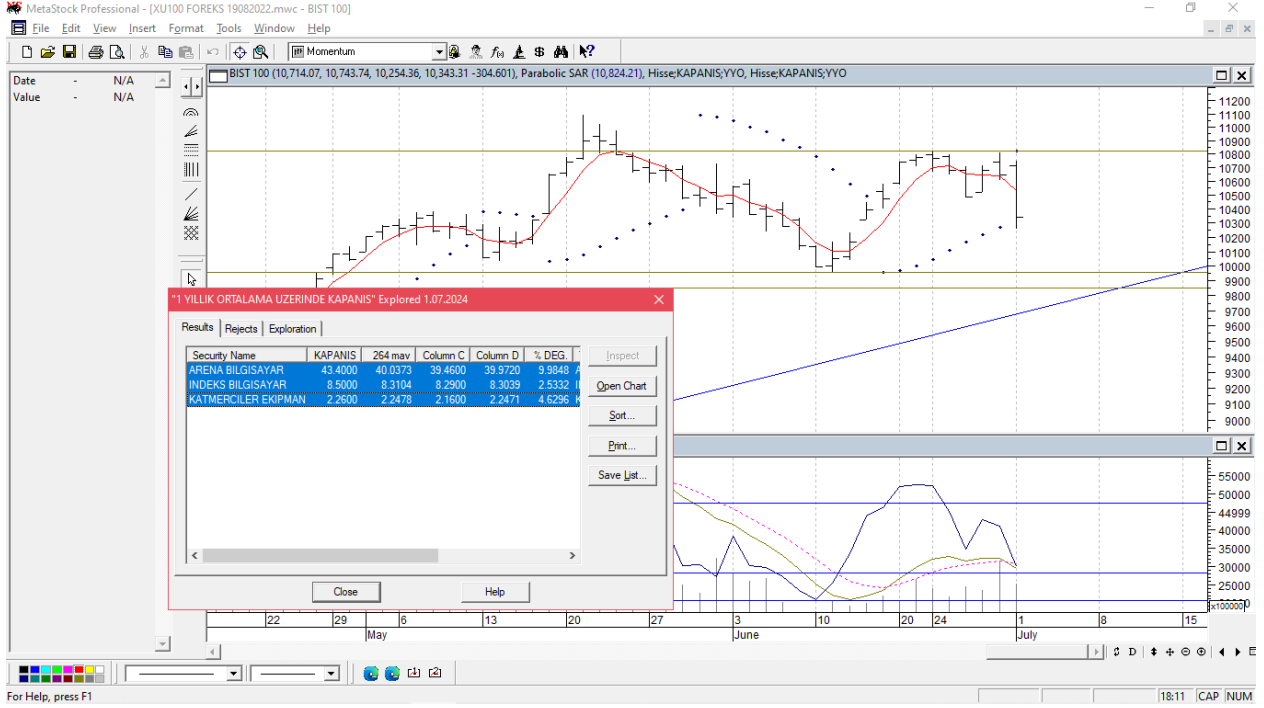 MetaStock Professional - [XU100 FOREKS 19082022.mwc - BIST 100]
File Edit View Insert Format Tools Window Help
Momentum
Date - N/A
Value - N/A
BIST 100 (10,714.07, 10,743.74, 10,254.36, 10,343.31 -304.601), Parabolic SAR (10,824.21), Hisse;KAPANIS;YYO, Hisse;KAPANIS;YYO
11200
11100
11000
10900
10800
10700
10600
10500
10400
10300
10200
10100
10000
9900
9800
9700
9600
9500
9400
9300
9200
9100
9000
"1 YILLIK ORTALAMA UZERINDE KAPANIS" Explored 1.07.2024
Results Rejects Exploration
Security Name KAPANIS 264 mav Column C Column D % DEG.
ARENA BILGISAYAR 43.4000 40.0373 39.4600 39.9720 9.9848 A
INDEKS BILGISAYAR 8.5000 8.3104 8.2900 8.3039 2.5332
KATMERCILER EKIPMAN 2.2600 2.2478 2.1600 2.2471 4.6296 K
Inspect
Open Chart
Sort...
Print...
Save List...
Close Help
55000
50000
44999
40000
35000
30000
25000
x100000
22 29 6 13 20 27 3 10 20 24 1 8 15
May June July
D
For Help, press F1
18:11 CAP NUM